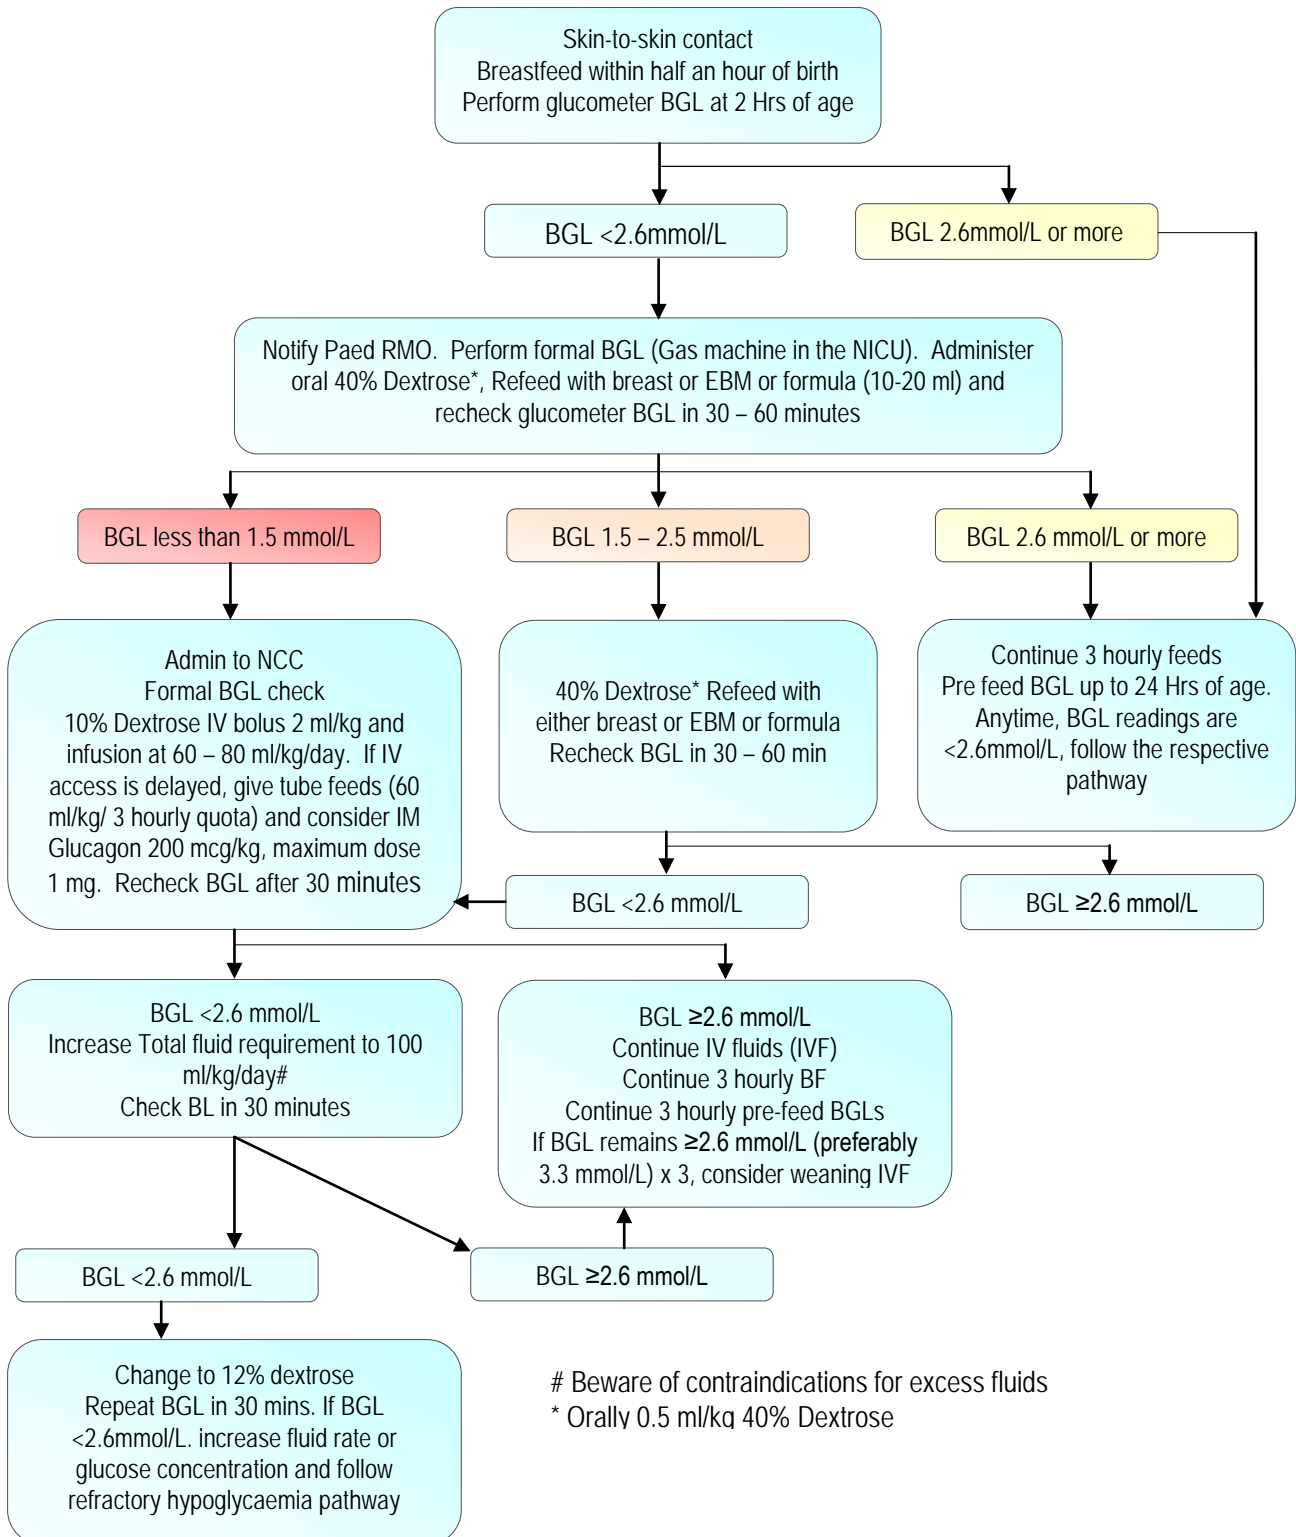 Skin-to-skin contact
Breastfeed within half an hour of birth
Perform glucometer BGL at 2 Hrs of age
BGL <2.6mmol/L
BGL 2.6mmol/L or more
Notify Paed RMO.  Perform formal BGL (Gas machine in the NICU).  Administer
oral 40% Dextrose*, Refeed with breast or EBM or formula (10-20 ml) and
recheck glucometer BGL in 30 – 60 minutes
BGL less than 1.5 mmol/L
BGL 1.5 – 2.5 mmol/L
BGL 2.6 mmol/L or more
Admin to NCC
Formal BGL check
10% Dextrose IV bolus 2 ml/kg and
infusion at 60 – 80 ml/kg/day.  If IV
access is delayed, give tube feeds (60
ml/kg/ 3 hourly quota) and consider IM
Glucagon 200 mcg/kg, maximum dose
1 mg.  Recheck BGL after 30 minutes
40% Dextrose* Refeed with
either breast or EBM or formula
Recheck BGL in 30 – 60 min
Continue 3 hourly feeds
Pre feed BGL up to 24 Hrs of age.
Anytime, BGL readings are
<2.6mmol/L, follow the respective
pathway
BGL <2.6 mmol/L
BGL ≥2.6 mmol/L
BGL <2.6 mmol/L
Increase Total fluid requirement to 100
ml/kg/day#
Check BL in 30 minutes
BGL ≥2.6 mmol/L
Continue IV fluids (IVF)
Continue 3 hourly BF
Continue 3 hourly pre-feed BGLs
If BGL remains ≥2.6 mmol/L (preferably
3.3 mmol/L) x 3, consider weaning IVF
BGL <2.6 mmol/L
BGL ≥2.6 mmol/L
Change to 12% dextrose
Repeat BGL in 30 mins. If BGL
<2.6mmol/L. increase fluid rate or
glucose concentration and follow
refractory hypoglycaemia pathway
# Beware of contraindications for excess fluids
* Orally 0.5 ml/kg 40% Dextrose